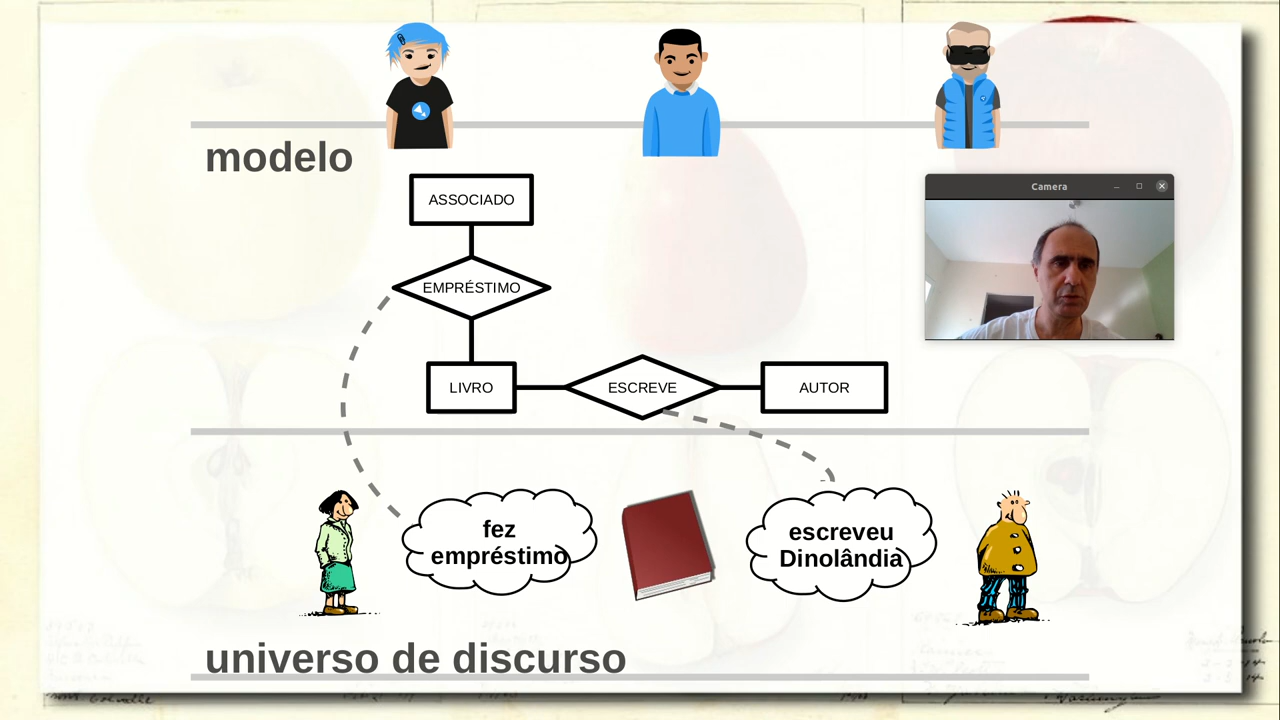 modelo
ASSOCIADO
Camera
EMPRÉSTIMO
LIVRO
ESCREVE
AUTOR
fez
empréstimo
escreveu
Dinolândia
universo de discurso